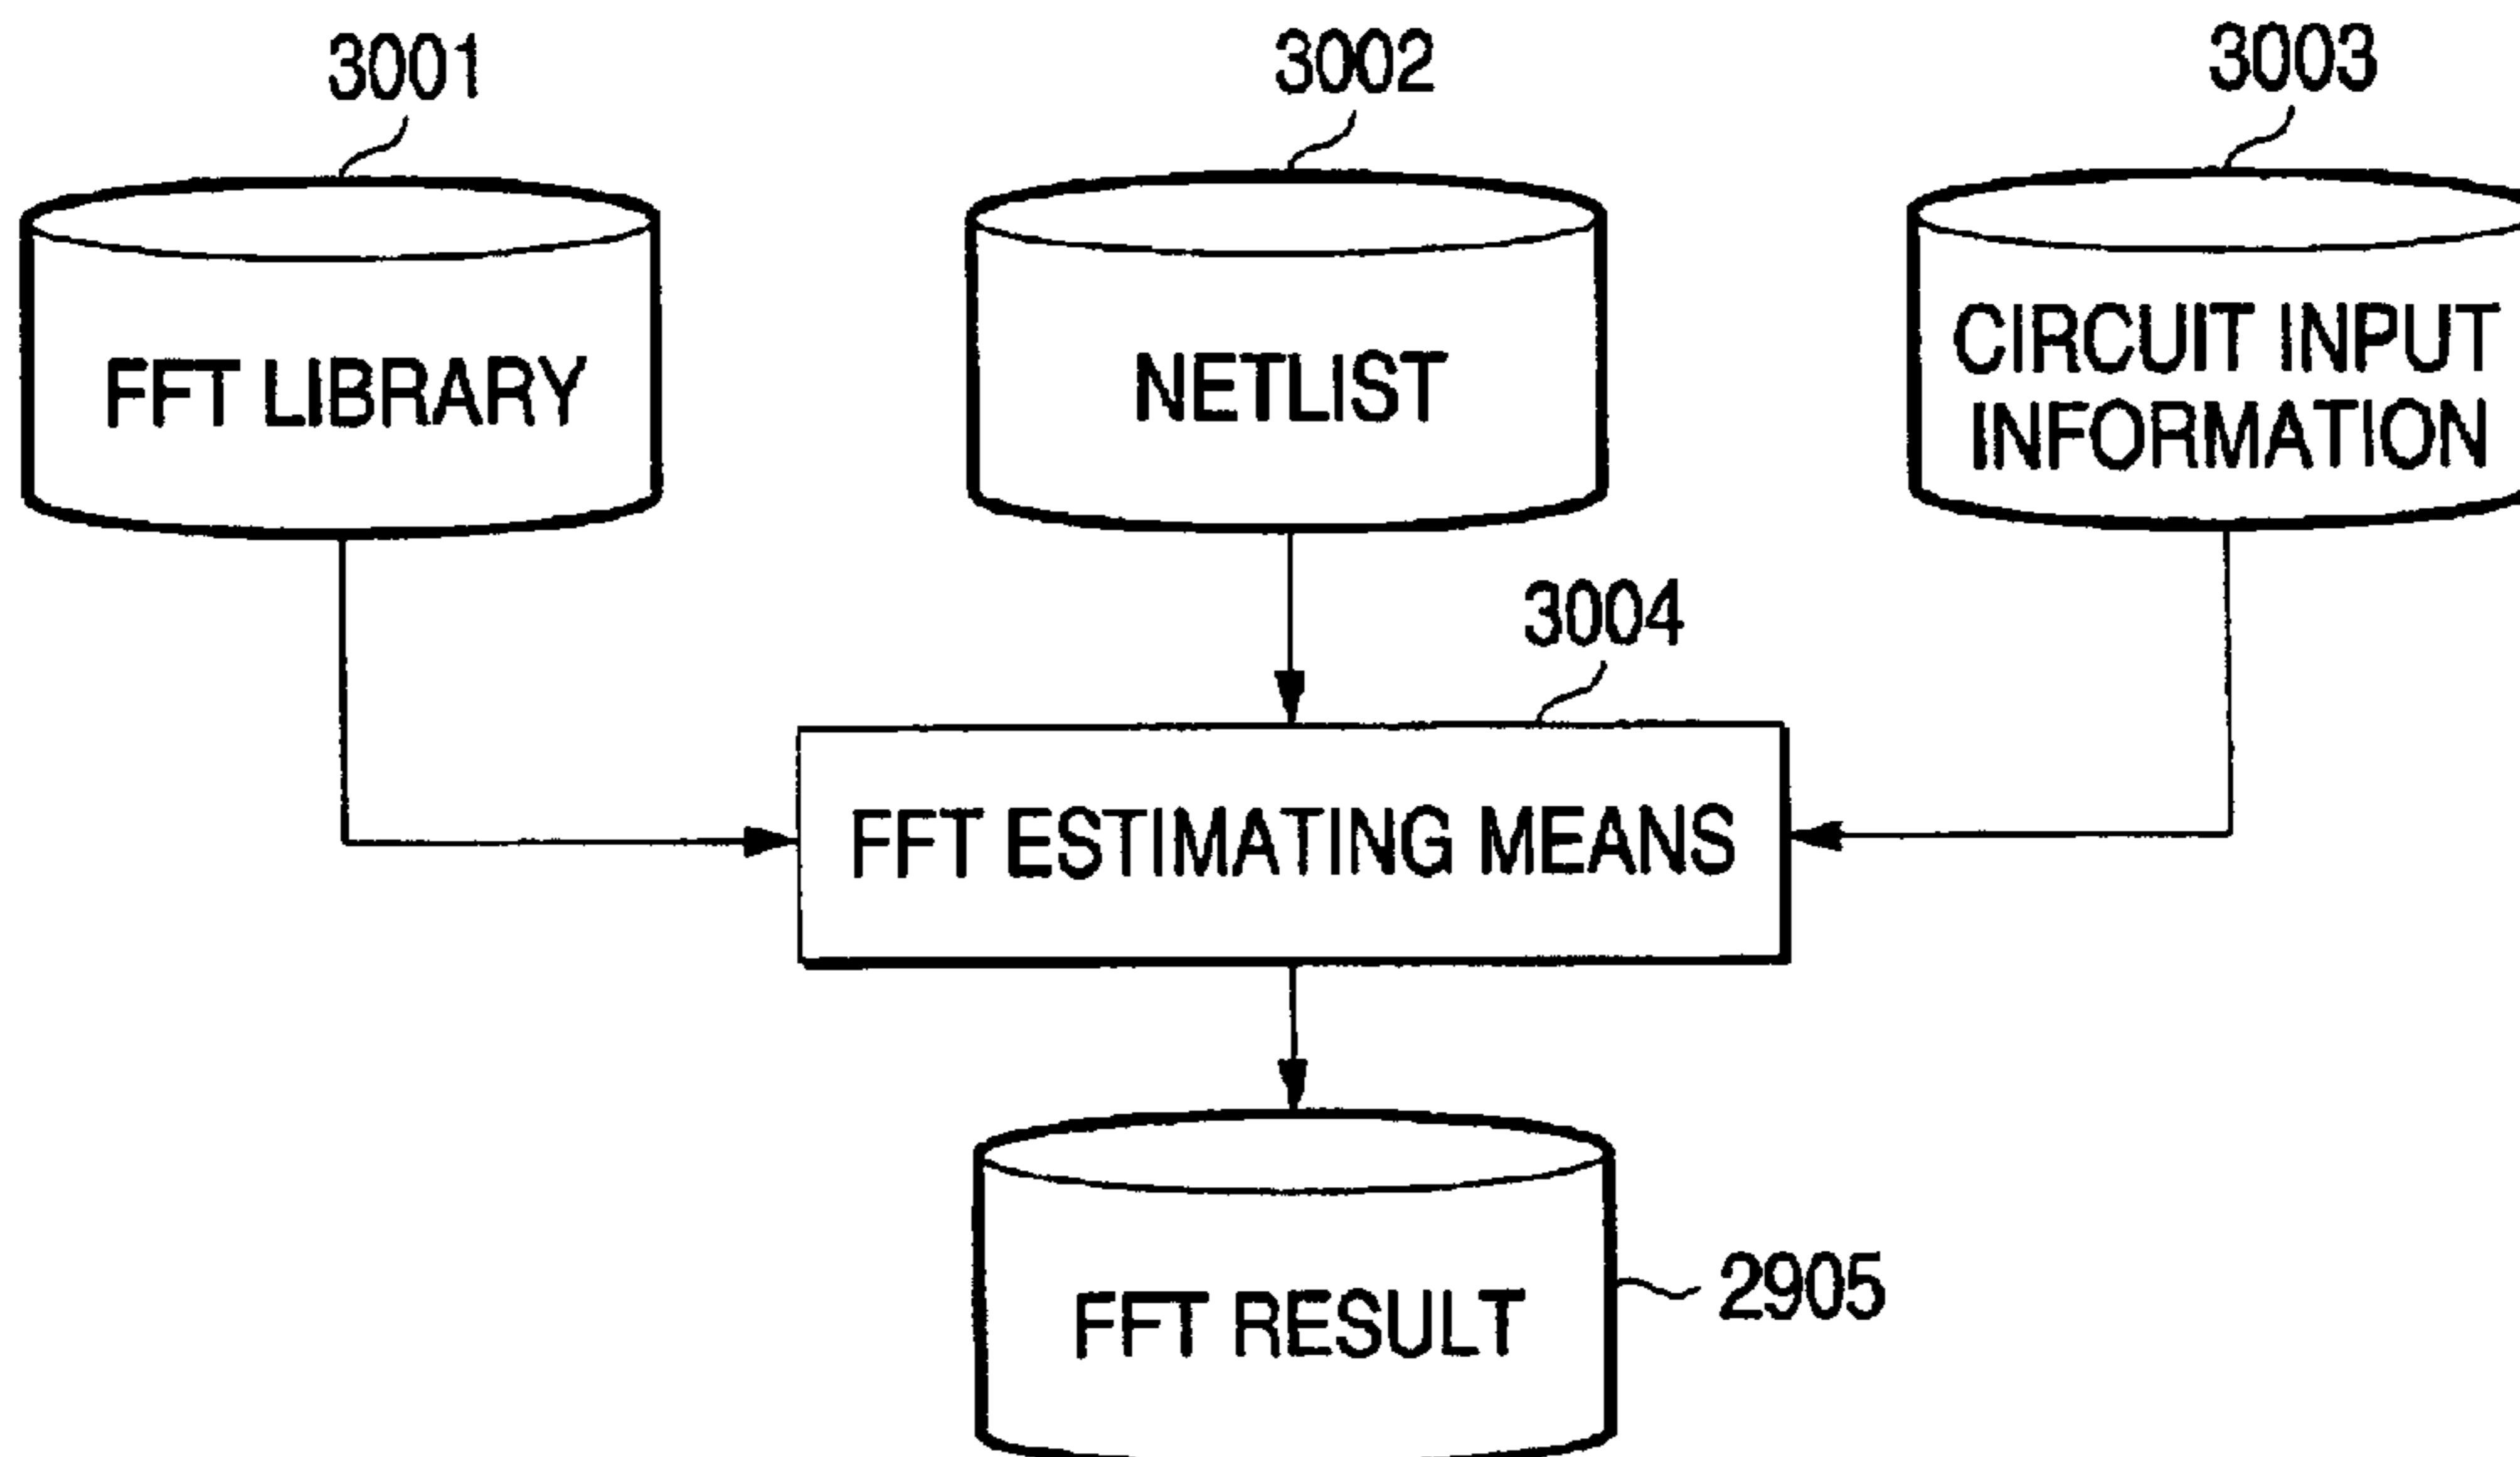 3001
3002
3003
FFT LIBRARY
NETLIST
CIRCUIT INPUT
INFORMATION
3004
FFT ESTIMATING MEANS
FFT RESULT
2905